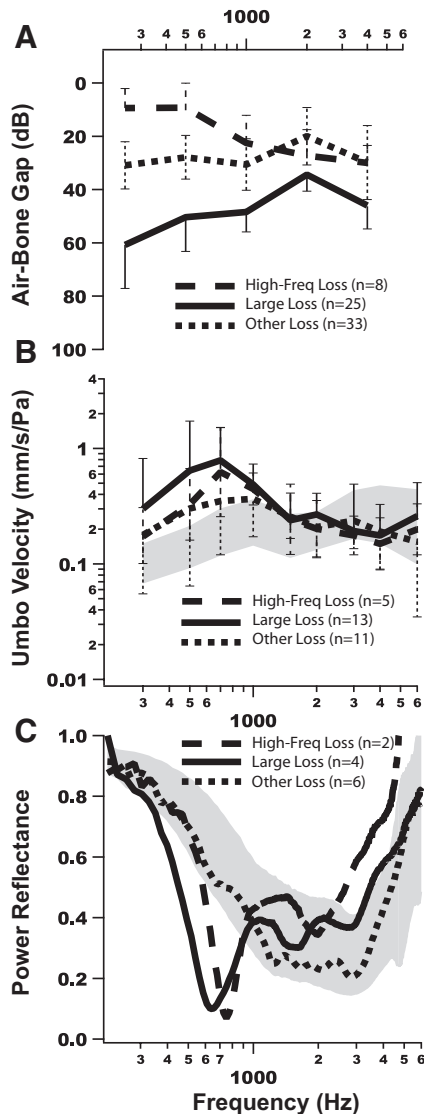 1000
3 4 5 6 2 3 4 5 6
A
Air-Bone Gap (dB)
0
20
40
60
80
100
High-Freq Loss (n=8)
Large Loss (n=25)
Other Loss (n=33)
B
Umbo Velocity (mm/s/Pa)
4
2
1
6
4
2
0.1
6
4
2
0.01
High-Freq Loss (n=5)
Large Loss (n=13)
Other Loss (n=11)
3 4 5 6 2 3 4 5 6
1000
C
Power Reflectance
1.0
0.8
0.6
0.4
0.2
0.0
High-Freq Loss (n=2)
Large Loss (n=4)
Other Loss (n=6)
3 4 5 6 7 2 3 4 5 6
1000
Frequency (Hz)